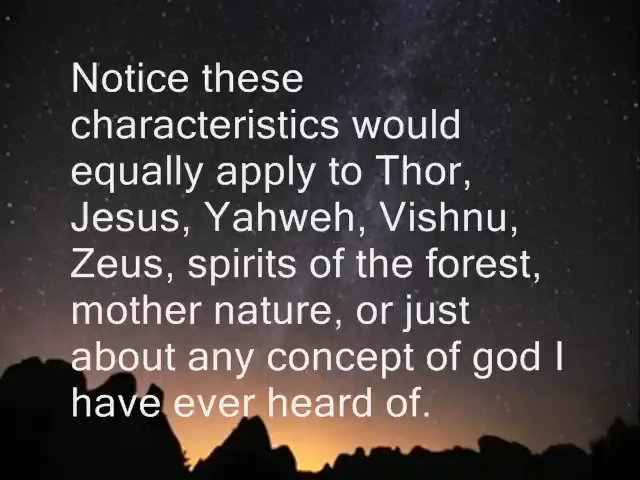 Notice these
characteristics would
equally apply to Thor,
Jesus, Yahweh, Vishnu,
Zeus, spirits of the forest,
mother nature, or just
about any concept of god I
have ever heard of.